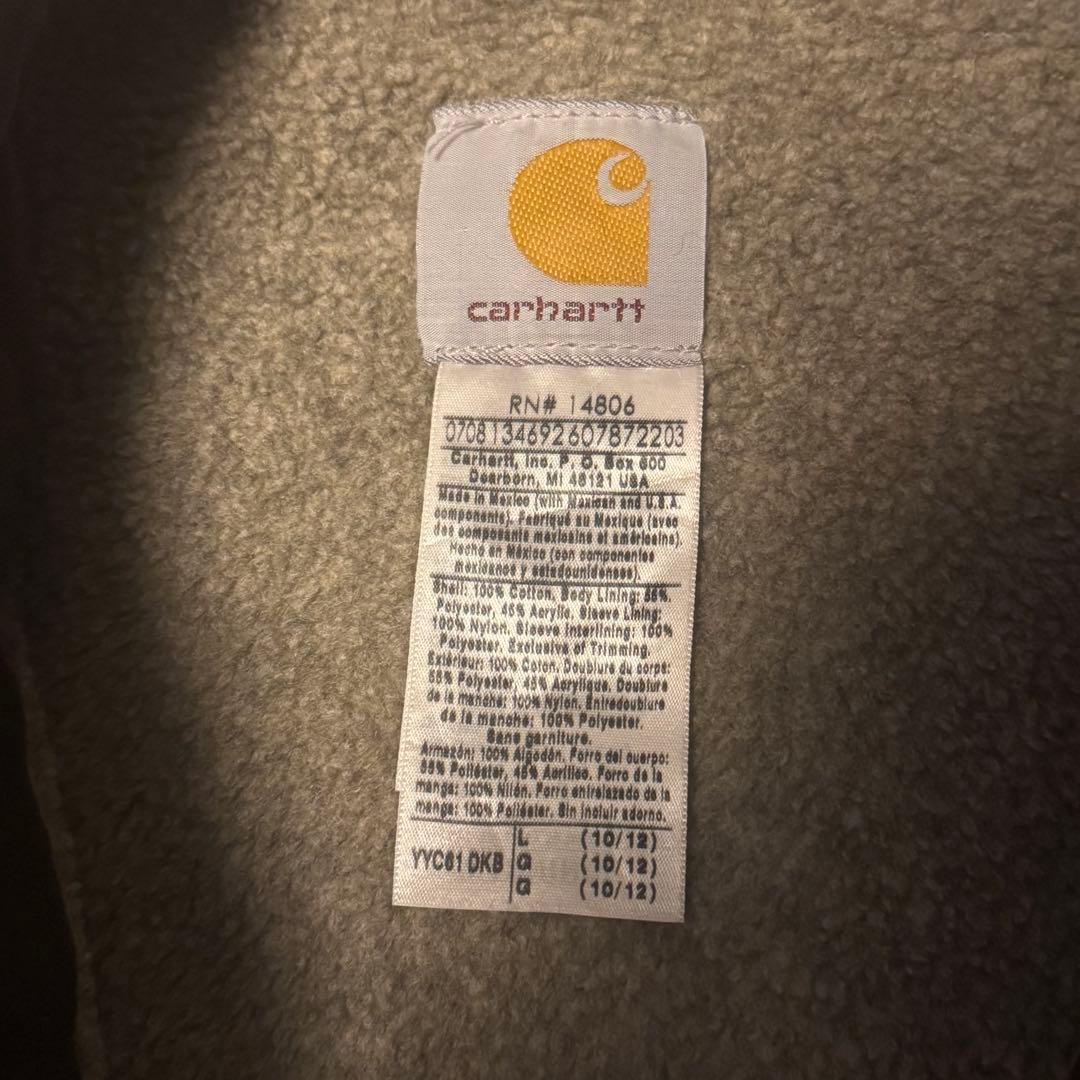 carhartt
RN# 14806
0708134692607872203
Carhartt, Inc. P. O. Box 600
Dearborn, MI 48121 USA
Made in Mexico (with Mexican and U.S.A
components). Fabriqué au Mexique (avec
des composants mexicains et américains).
Hecho en México (con componentes
mexicanos y estadounidenses).
Shell: 100% Cotton. Body Lining: 55%
Polyester, 45% Acrylic. Sleeve Lining:
100% Nylon. Sleeve Interlining: 100%
Polyester. Exclusive of Trimming.
Extérieur: 100% Coton. Doublure du corps:
55% Polyester, 45% Acrylique. Doublure
de la manche: 100% Nylon. Entredoublure
de la manche: 100% Polyester.
Sans garniture.
Armazón: 100% Algodón. Forro del cuerpo:
55% Poliéster, 45% Acrílico. Forro de la
manga: 100% Nilón. Forro entrelazado de la
manga: 100% Poliéster. Sin incluir adorno.
L (10/12)
YYC61 DKB G (10/12)
G (10/12)